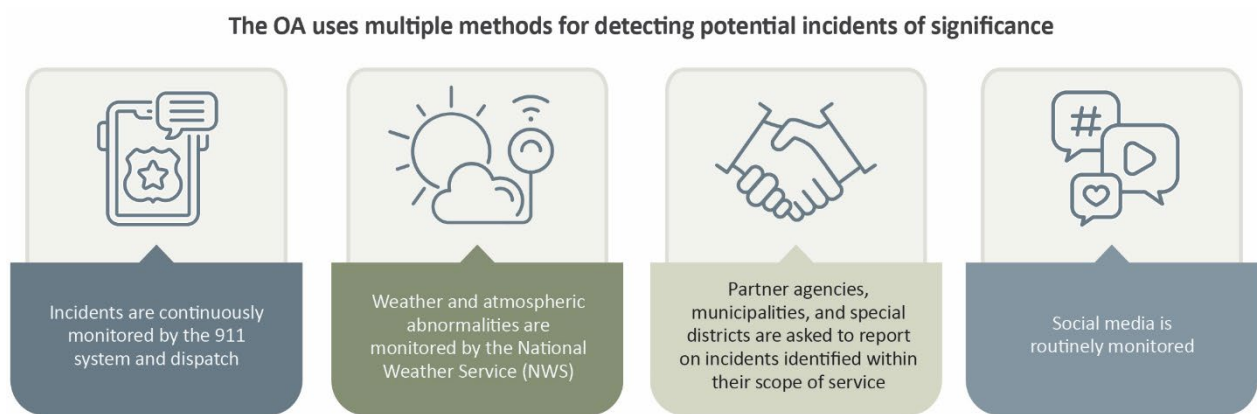 The OA uses multiple methods for detecting potential incidents of significance
#
Incidents are continuously
monitored by the 911
system and dispatch
Weather and atmospheric
abnormalities are
monitored by the National
Weather Service (NWS)
Partner agencies,
municipalities, and special
districts are asked to report
on incidents identified within
their scope of service
Social media is
routinely monitored